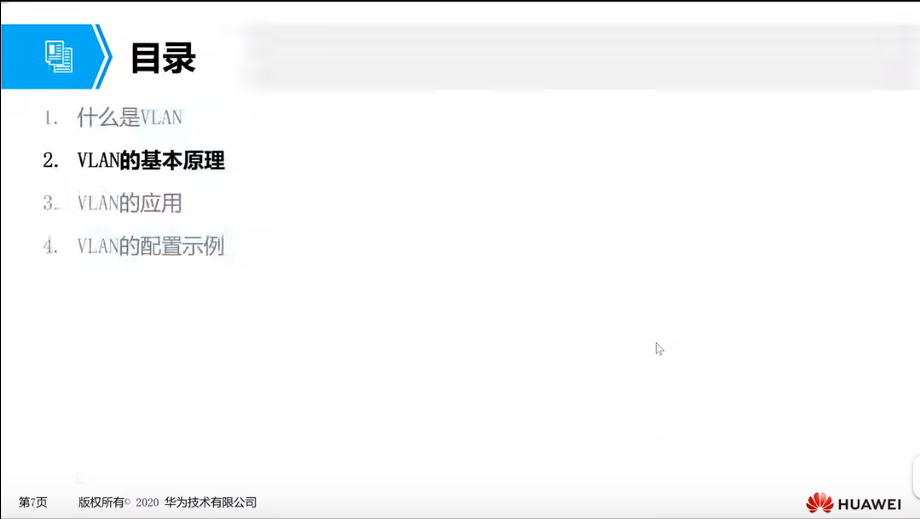 目录
1. 什么是VLAN
2. VLAN的基本原理
3. VLAN的应用
4. VLAN的配置示例
第7页 版权所有© 2020 华为技术有限公司
HUAWEI